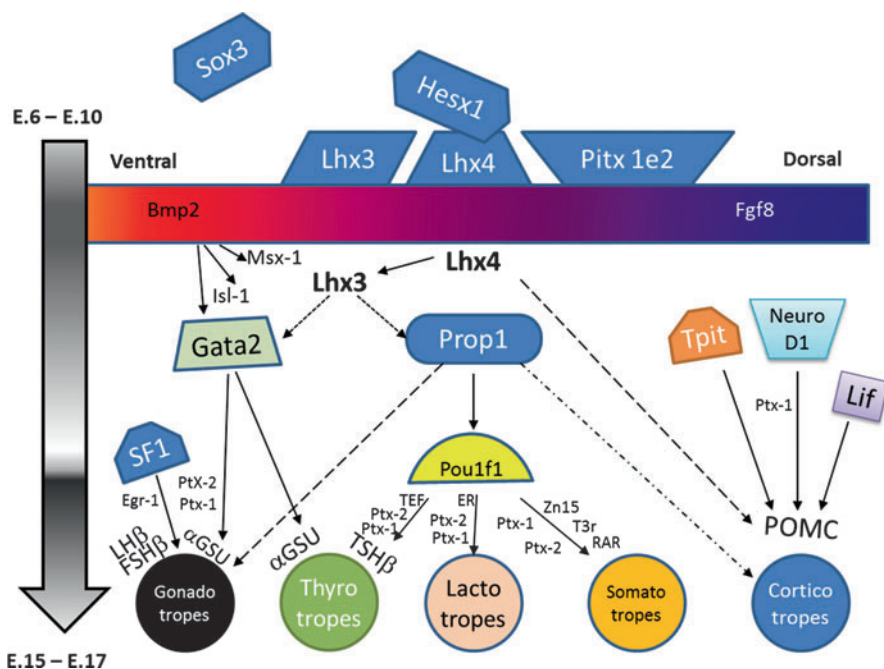 Sox3
E.6 – E.10
Hesx1
Ventral
Lhx3
Lhx4
Pitx 1e2
Dorsal
Bmp2
Fgf8
Msx-1
Isl-1
Lhx3
Lhx4
Gata2
Prop1
Tpit
Neuro
D1
Lif
Ptx-1
SF1
Egr-1
PtX-2
Ptx-1
Pou1f1
TEF
Ptx-2
Ptx-1
ER
Ptx-2
Ptx-1
Zn15
Ptx-1
T3r
Ptx-2
RAR
LHβ
FSHβ
αGSU
αGSU
TSHβ
POMC
Gonado
tropes
Thyro
tropes
Lacto
tropes
Somato
tropes
Cortico
tropes
E.15 – E.17